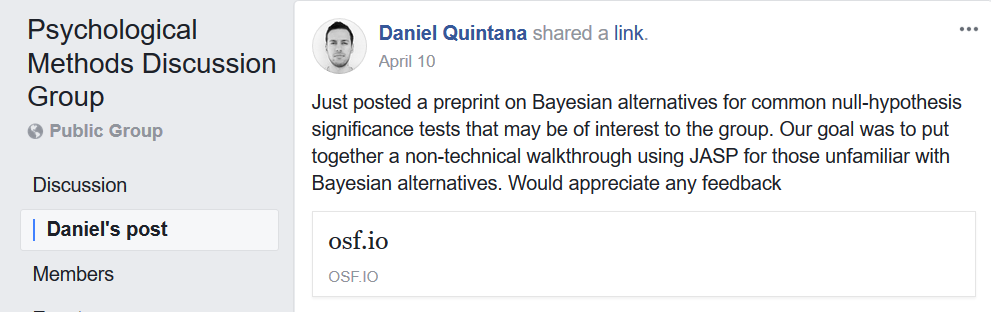 Psychological
Methods Discussion
Group
Public Group
Discussion
Daniel's post
Members
Daniel Quintana shared a link.
April 10
Just posted a preprint on Bayesian alternatives for common null-hypothesis
significance tests that may be of interest to the group. Our goal was to put
together a non-technical walkthrough using JASP for those unfamiliar with
Bayesian alternatives. Would appreciate any feedback
osf.io
OSF.IO